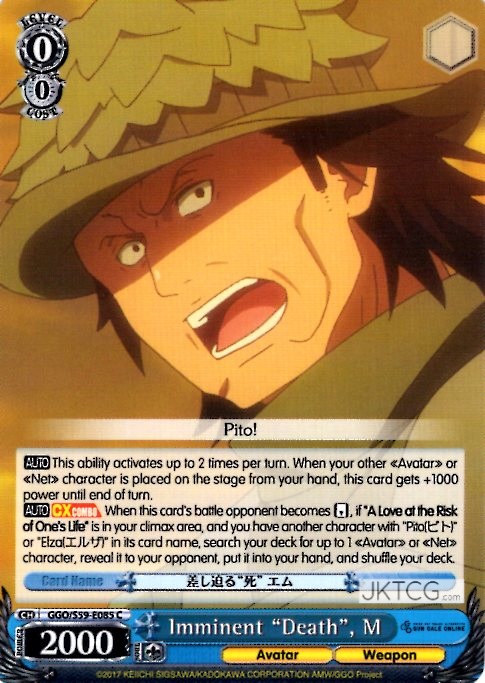 LEVEL
0
0
COST
Pito!
AUTO This ability activates up to 2 times per turn. When your other «Avatar» or
«Net» character is placed on the stage from your hand, this card gets +1000
power until end of turn.
AUTO CX COMBO When this card's battle opponent becomes [ ], if "A Love at the Risk
of One's Life" is in your climax area, and you have another character with "Pito(ピト)"
or "Elza(エルザ)" in its card name, search your deck for up to 1 «Avatar» or «Net»
character, reveal it to your opponent, put it into your hand, and shuffle your deck.
Card Name 差し迫る“死” エム
JKTCG.com
CH GGO/S59-E085 C
POWER 2000
Imminent "Death", M
GUN GALE ONLINE
Avatar Weapon
©2017 KEIICHI SIGSAWA/KADOKAWA CORPORATION AMW/GGO Project